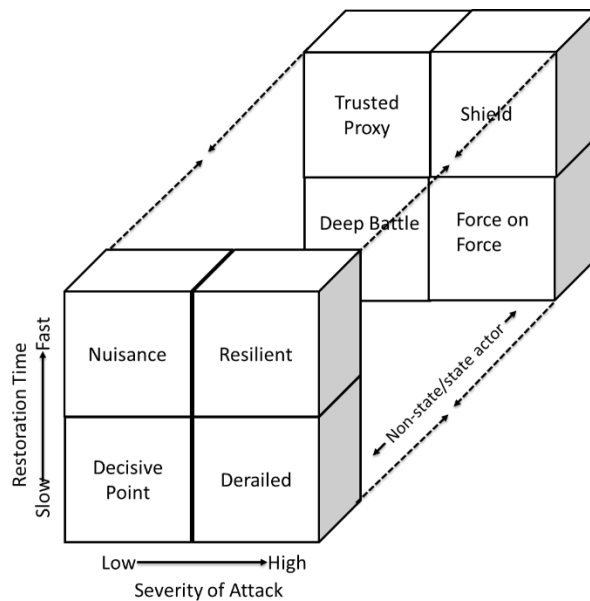 Trusted
Proxy
Shield
Deep Battle
Force on
Force
Nuisance
Resilient
Decisive
Point
Derailed
Restoration Time
Slow
Fast
Non-state/state actor
Low
High
Severity of Attack